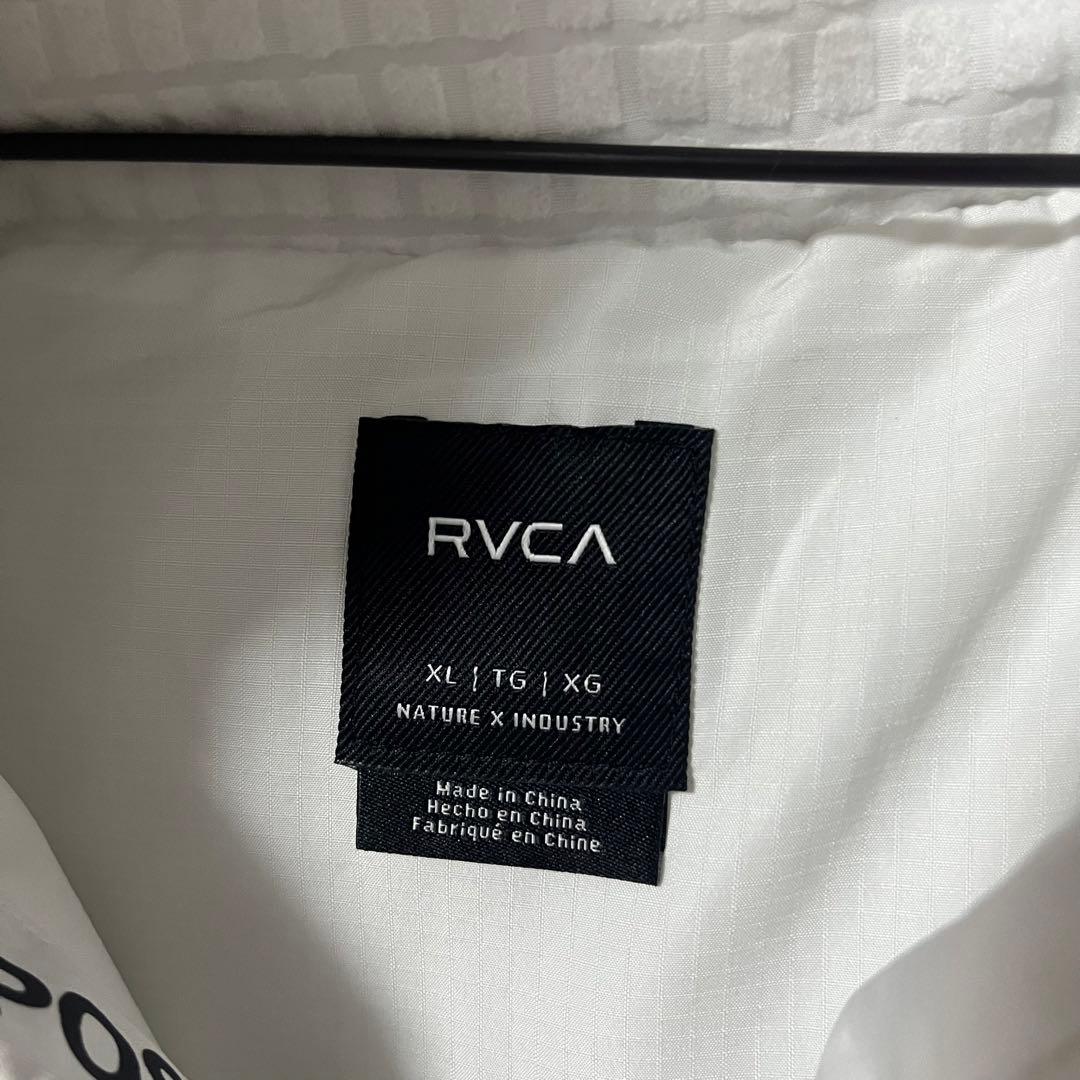 RVCA
XL | TG | XG
NATURE X INDUSTRY
Made in China
Hecho en China
Fabriqué en Chine